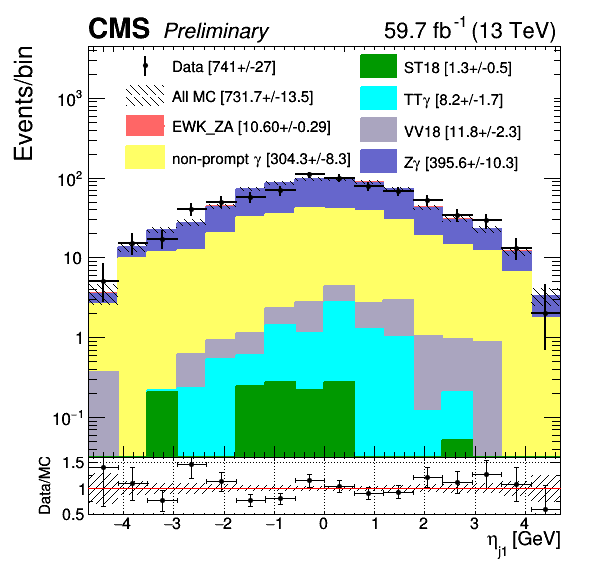 CMS Preliminary 59.7 fb⁻¹ (13 TeV)
Events/bin
Data [741+/-27]
All MC [731.7+/-13.5]
EWK_ZA [10.60+/-0.29]
non-prompt γ [304.3+/-8.3]
ST18 [1.3+/-0.5]
TTγ [8.2+/-1.7]
VV18 [11.8+/-2.3]
Zγ [395.6+/-10.3]
10³
10²
10
1
10⁻¹
Data/MC
1.5
1
0.5
−4 −3 −2 −1 0 1 2 3 4
η_j1 [GeV]